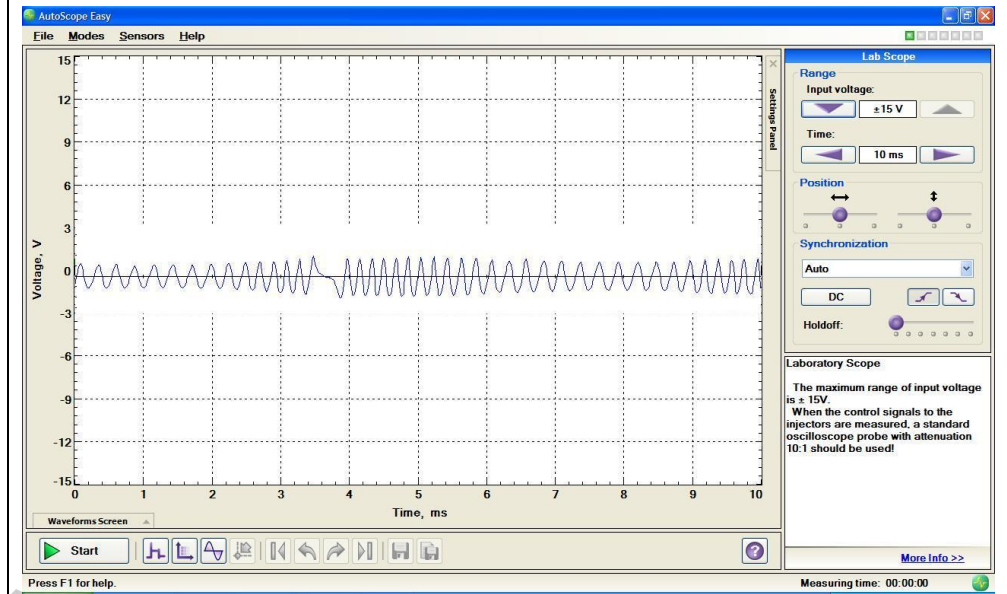 AutoScope Easy
File Modes Sensors Help
15
12
9
6
3
0
-3
-6
-9
-12
-15
Voltage, V
0 1 2 3 4 5 6 7 8 9 10
Time, ms
Settings Panel
Waveforms Screen
Lab Scope
Range
Input voltage:
±15 V
Time:
10 ms
Position
Synchronization
Auto
DC
Holdoff:
Laboratory Scope
The maximum range of input voltage
is ± 15V.
When the control signals to the
injectors are measured, a standard
oscilloscope probe with attenuation
10:1 should be used!
More Info >>
Start
Press F1 for help.
Measuring time: 00:00:00